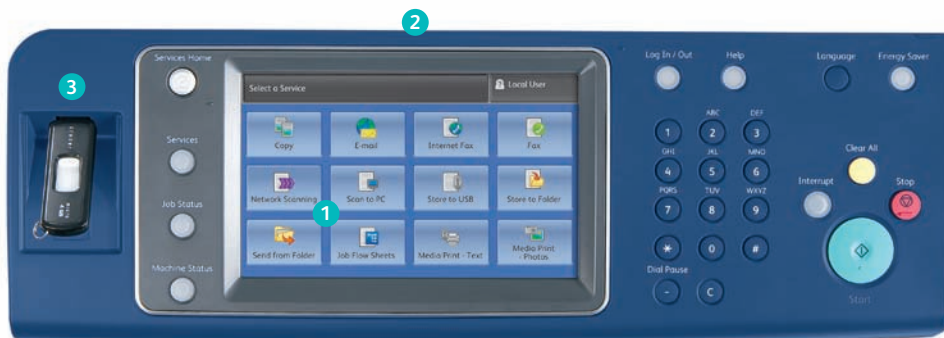 2
Services Home
Log In / Out
Help
Language
Energy Saver
3
Select a Service
Local User
Copy
E-mail
Internet Fax
Fax
ABC
DEF
1
2
3
Services
GHI
JKL
MNO
Clear All
4
5
6
Network Scanning
Scan to PC
Store to USB
Store to Folder
PQRS
TUV
WXYZ
Interrupt
Stop
Job Status
1
7
8
9
Send from Folder
Job Flow Sheets
Media Print - Text
Media Print
- Photos
*
0
#
Machine Status
Dial Pause
-
C
Start